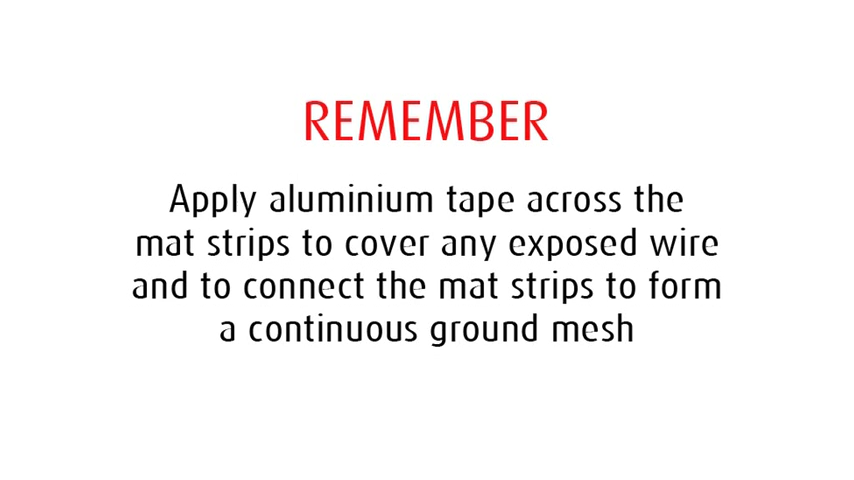 REMEMBER
Apply aluminium tape across the
mat strips to cover any exposed wire
and to connect the mat strips to form
a continuous ground mesh